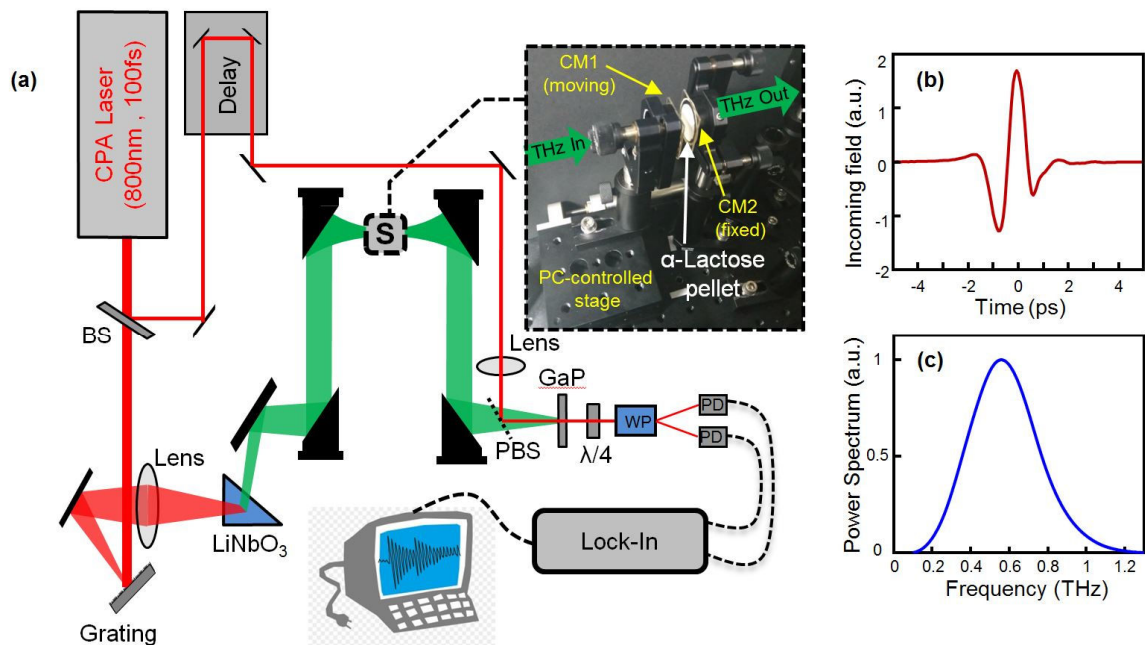 (a)
CPA Laser
(800nm , 100fs)
Delay
BS
Lens
LiNbO3
Grating
S
CM1
(moving)
THz In
THz Out
CM2
(fixed)
α-Lactose
pellet
PC-controlled
stage
Lens
GaP
PBS
λ/4
WP
PD
PD
Lock-In
(b)
Incoming field (a.u.)
2
1
0
-1
-2
-4
-2
0
2
4
Time (ps)
(c)
Power Spectrum (a.u.)
1
0.5
0
0
0.2
0.4
0.6
0.8
1
1.2
Frequency (THz)